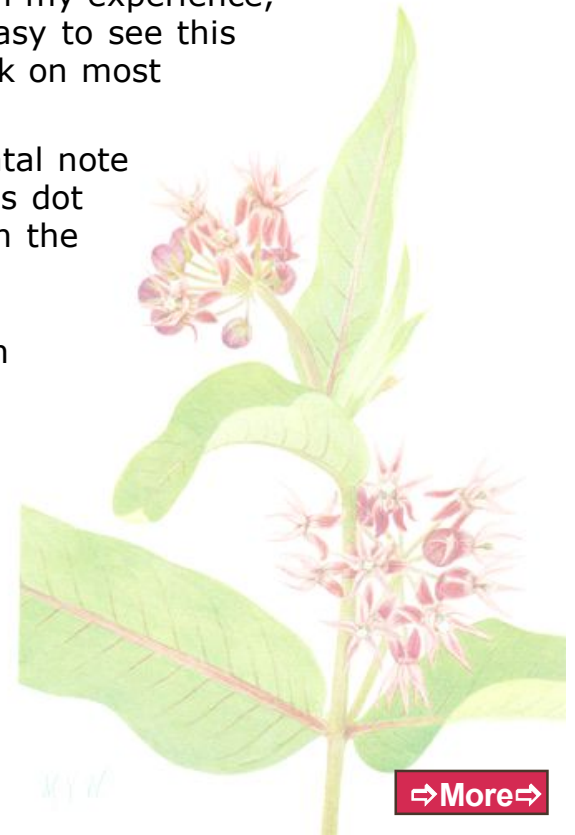 my experience,
asy to see this
k on most
tal note
s dot
n the
⇨More⇨